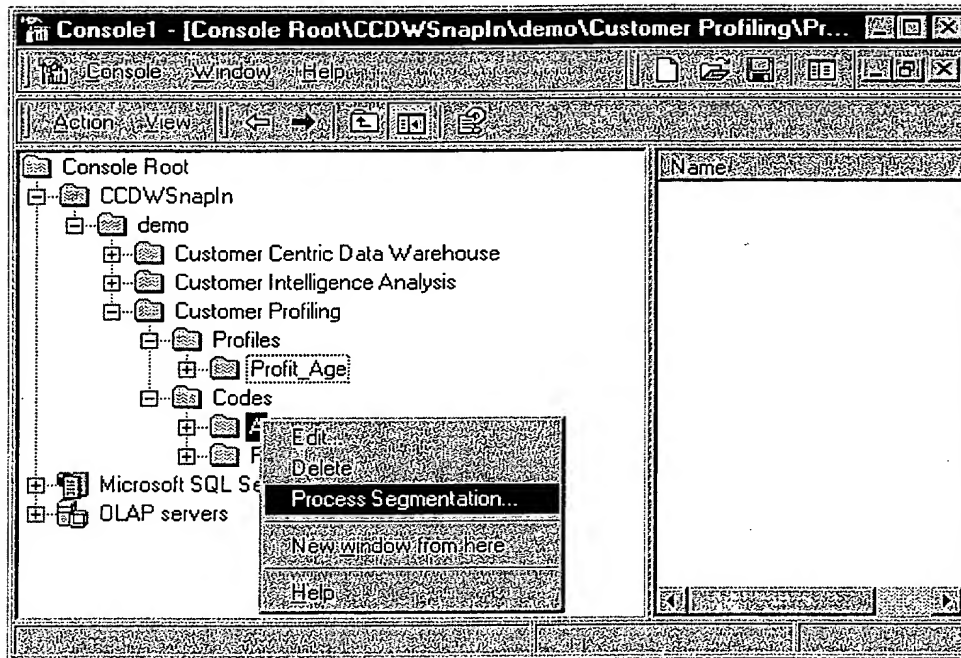 Console1 - [Console Root\CCDWSnapIn\demo\Customer Profiling\Pr...
Console Window Help
Action View
Console Root
CCDWSnapIn
demo
Customer Centric Data Warehouse
Customer Intelligence Analysis
Customer Profiling
Profiles
Profit_Age
Codes
Microsoft SQL Se
OLAP servers
Edit...
Delete
Process Segmentation...
New window from here
Help
Name